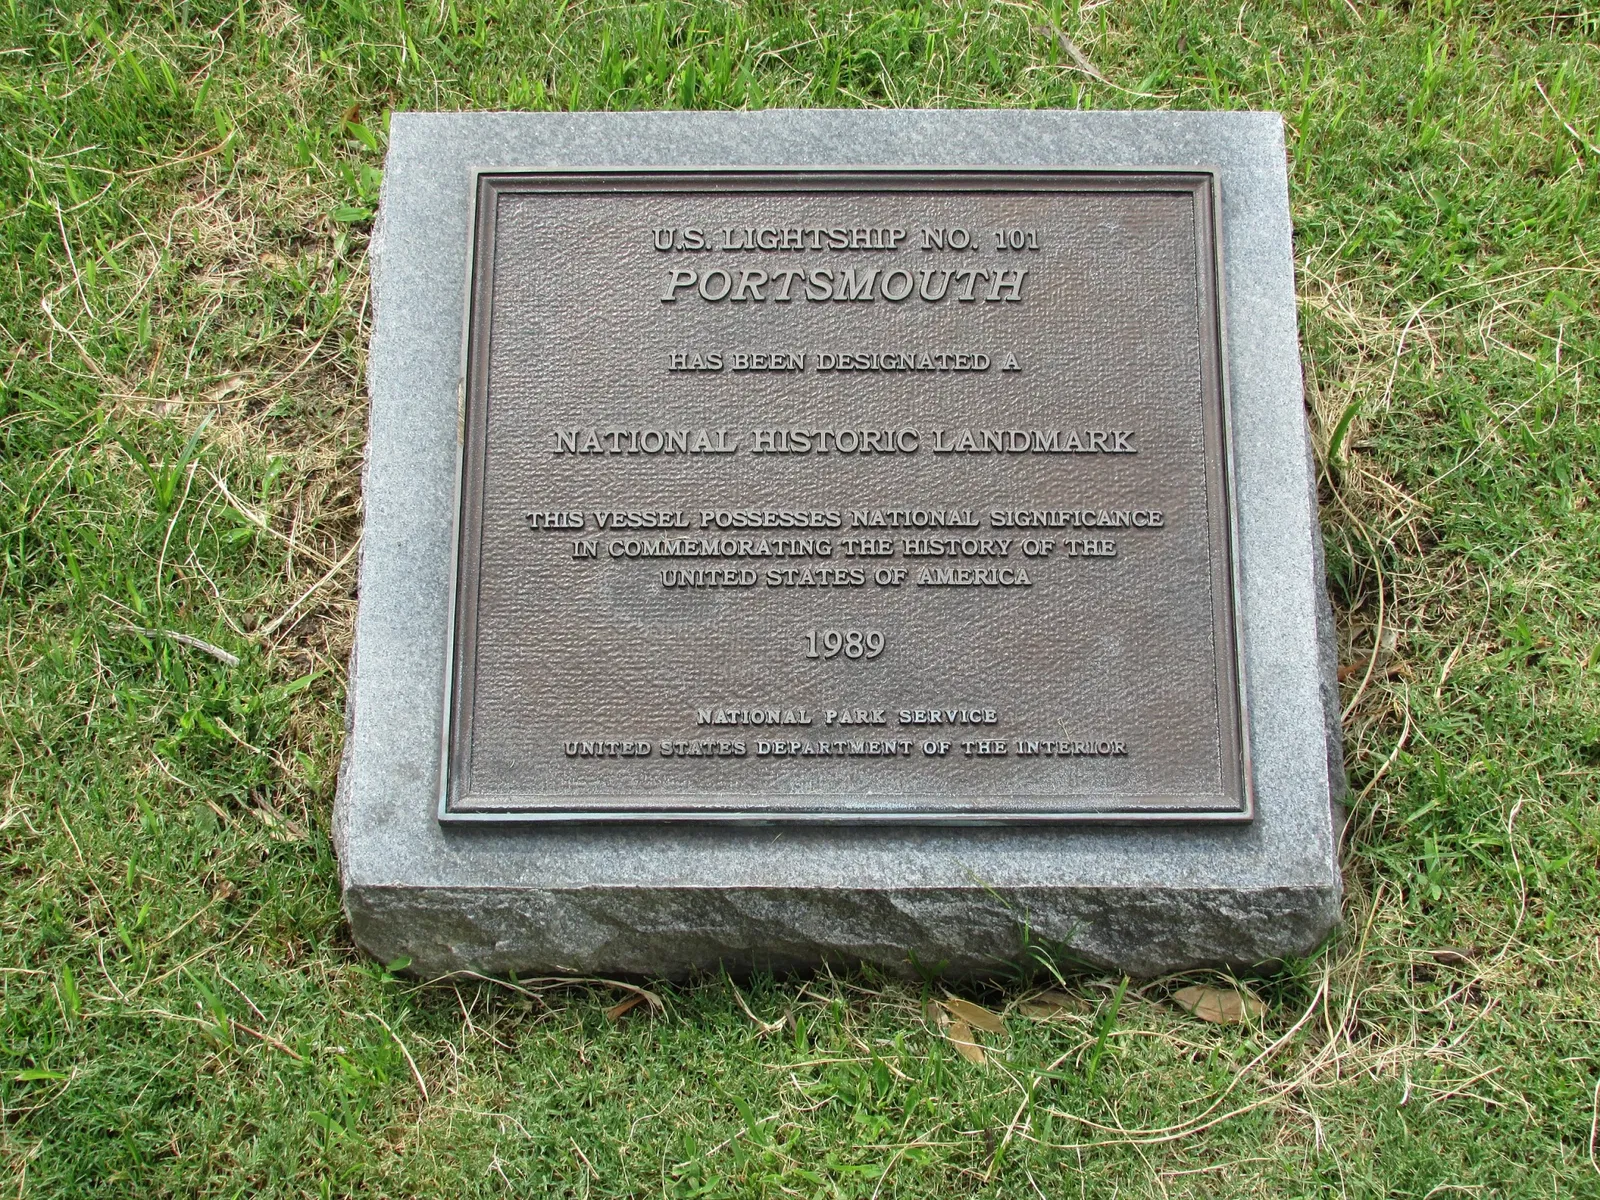 U.S. LIGHTSHIP NO. 101
PORTSMOUTH
HAS BEEN DESIGNATED A
NATIONAL HISTORIC LANDMARK
THIS VESSEL POSSESSES NATIONAL SIGNIFICANCE
IN COMMEMORATING THE HISTORY OF THE
UNITED STATES OF AMERICA
1989
NATIONAL PARK SERVICE
UNITED STATES DEPARTMENT OF THE INTERIOR